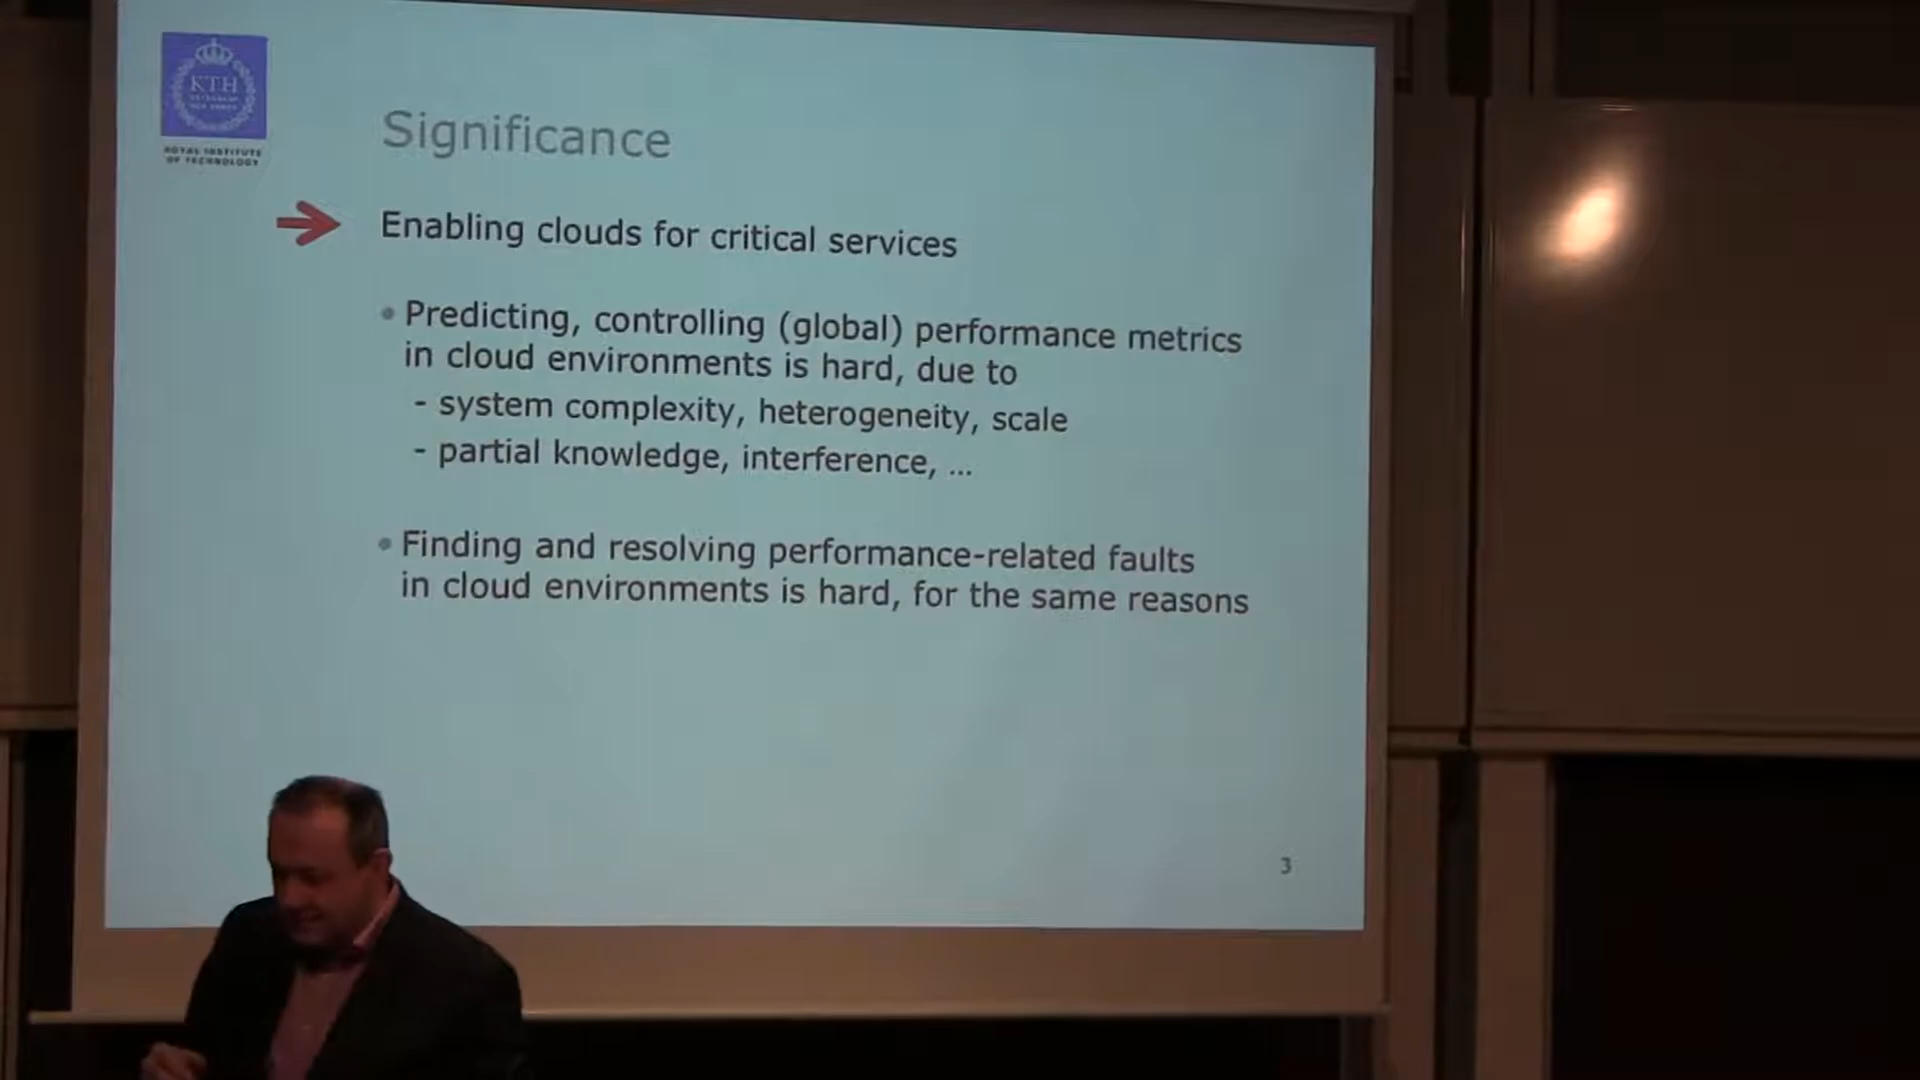 KTH
ROYAL INSTITUTE
OF TECHNOLOGY
Significance
Enabling clouds for critical services
• Predicting, controlling (global) performance metrics
in cloud environments is hard, due to
- system complexity, heterogeneity, scale
- partial knowledge, interference, ...
• Finding and resolving performance-related faults
in cloud environments is hard, for the same reasons
3